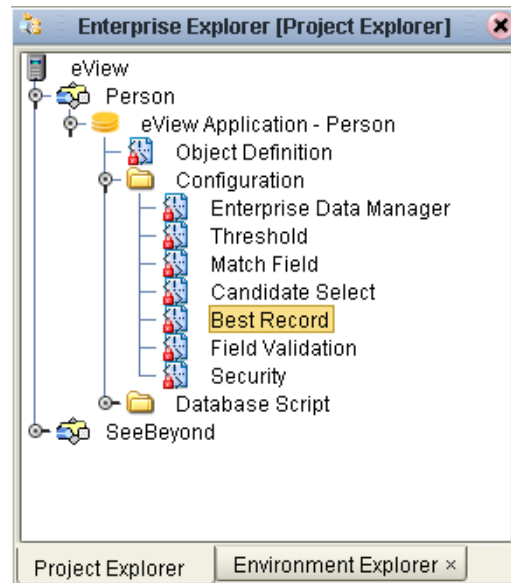 Enterprise Explorer [Project Explorer]
eView
Person
eView Application - Person
Object Definition
Configuration
Enterprise Data Manager
Threshold
Match Field
Candidate Select
Best Record
Field Validation
Security
Database Script
SeeBeyond
Project Explorer
Environment Explorer ×